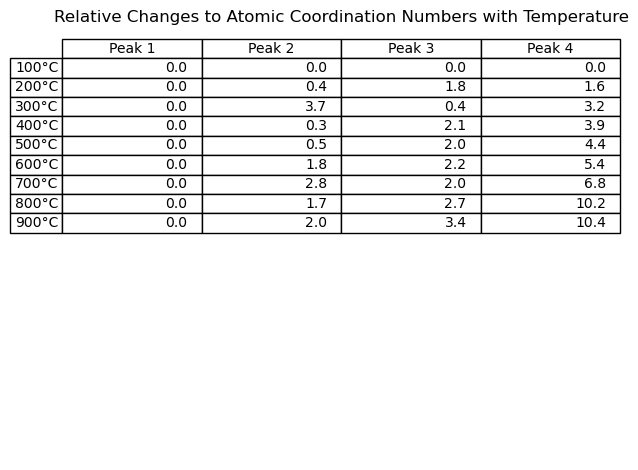 Relative Changes to Atomic Coordination Numbers with Temperature
Peak 1 Peak 2 Peak 3 Peak 4
100°C 0.0 0.0 0.0 0.0
200°C 0.0 0.4 1.8 1.6
300°C 0.0 3.7 0.4 3.2
400°C 0.0 0.3 2.1 3.9
500°C 0.0 0.5 2.0 4.4
600°C 0.0 1.8 2.2 5.4
700°C 0.0 2.8 2.0 6.8
800°C 0.0 1.7 2.7 10.2
900°C 0.0 2.0 3.4 10.4